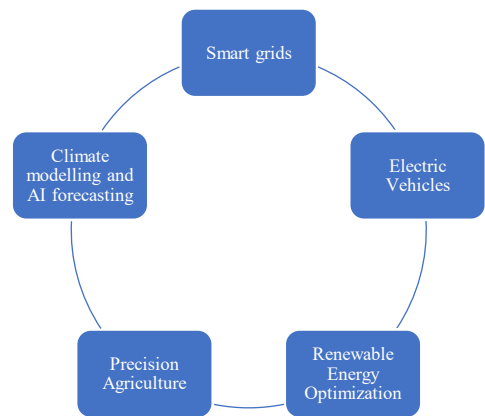 Smart grids
Electric
Vehicles
Renewable
Energy
Optimization
Precision
Agriculture
Climate
modelling and
AI forecasting